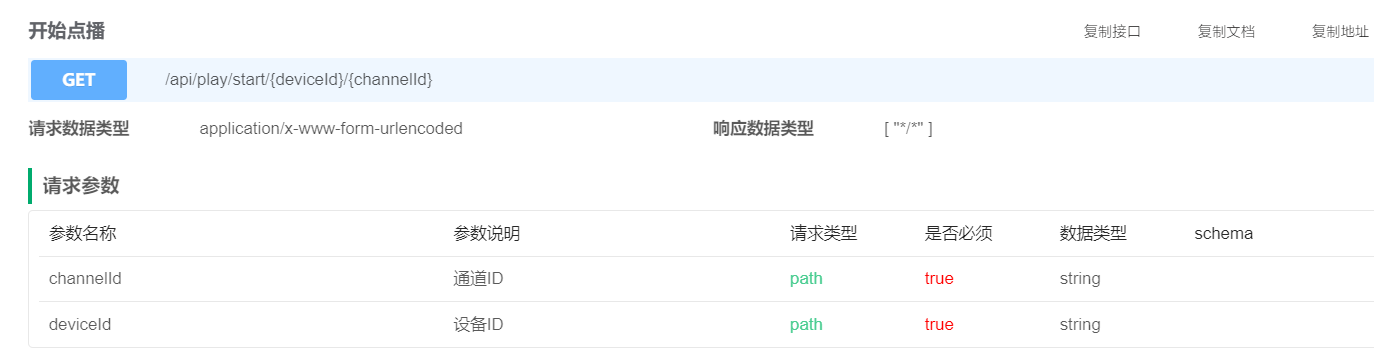 开始点播 复制接口 复制文档 复制地址
GET /api/play/start/{deviceId}/{channelId}
请求数据类型 application/x-www-form-urlencoded 响应数据类型 [ "*/*" ]
请求参数
参数名称 参数说明 请求类型 是否必须 数据类型 schema
channelId 通道ID path true string
deviceId 设备ID path true string